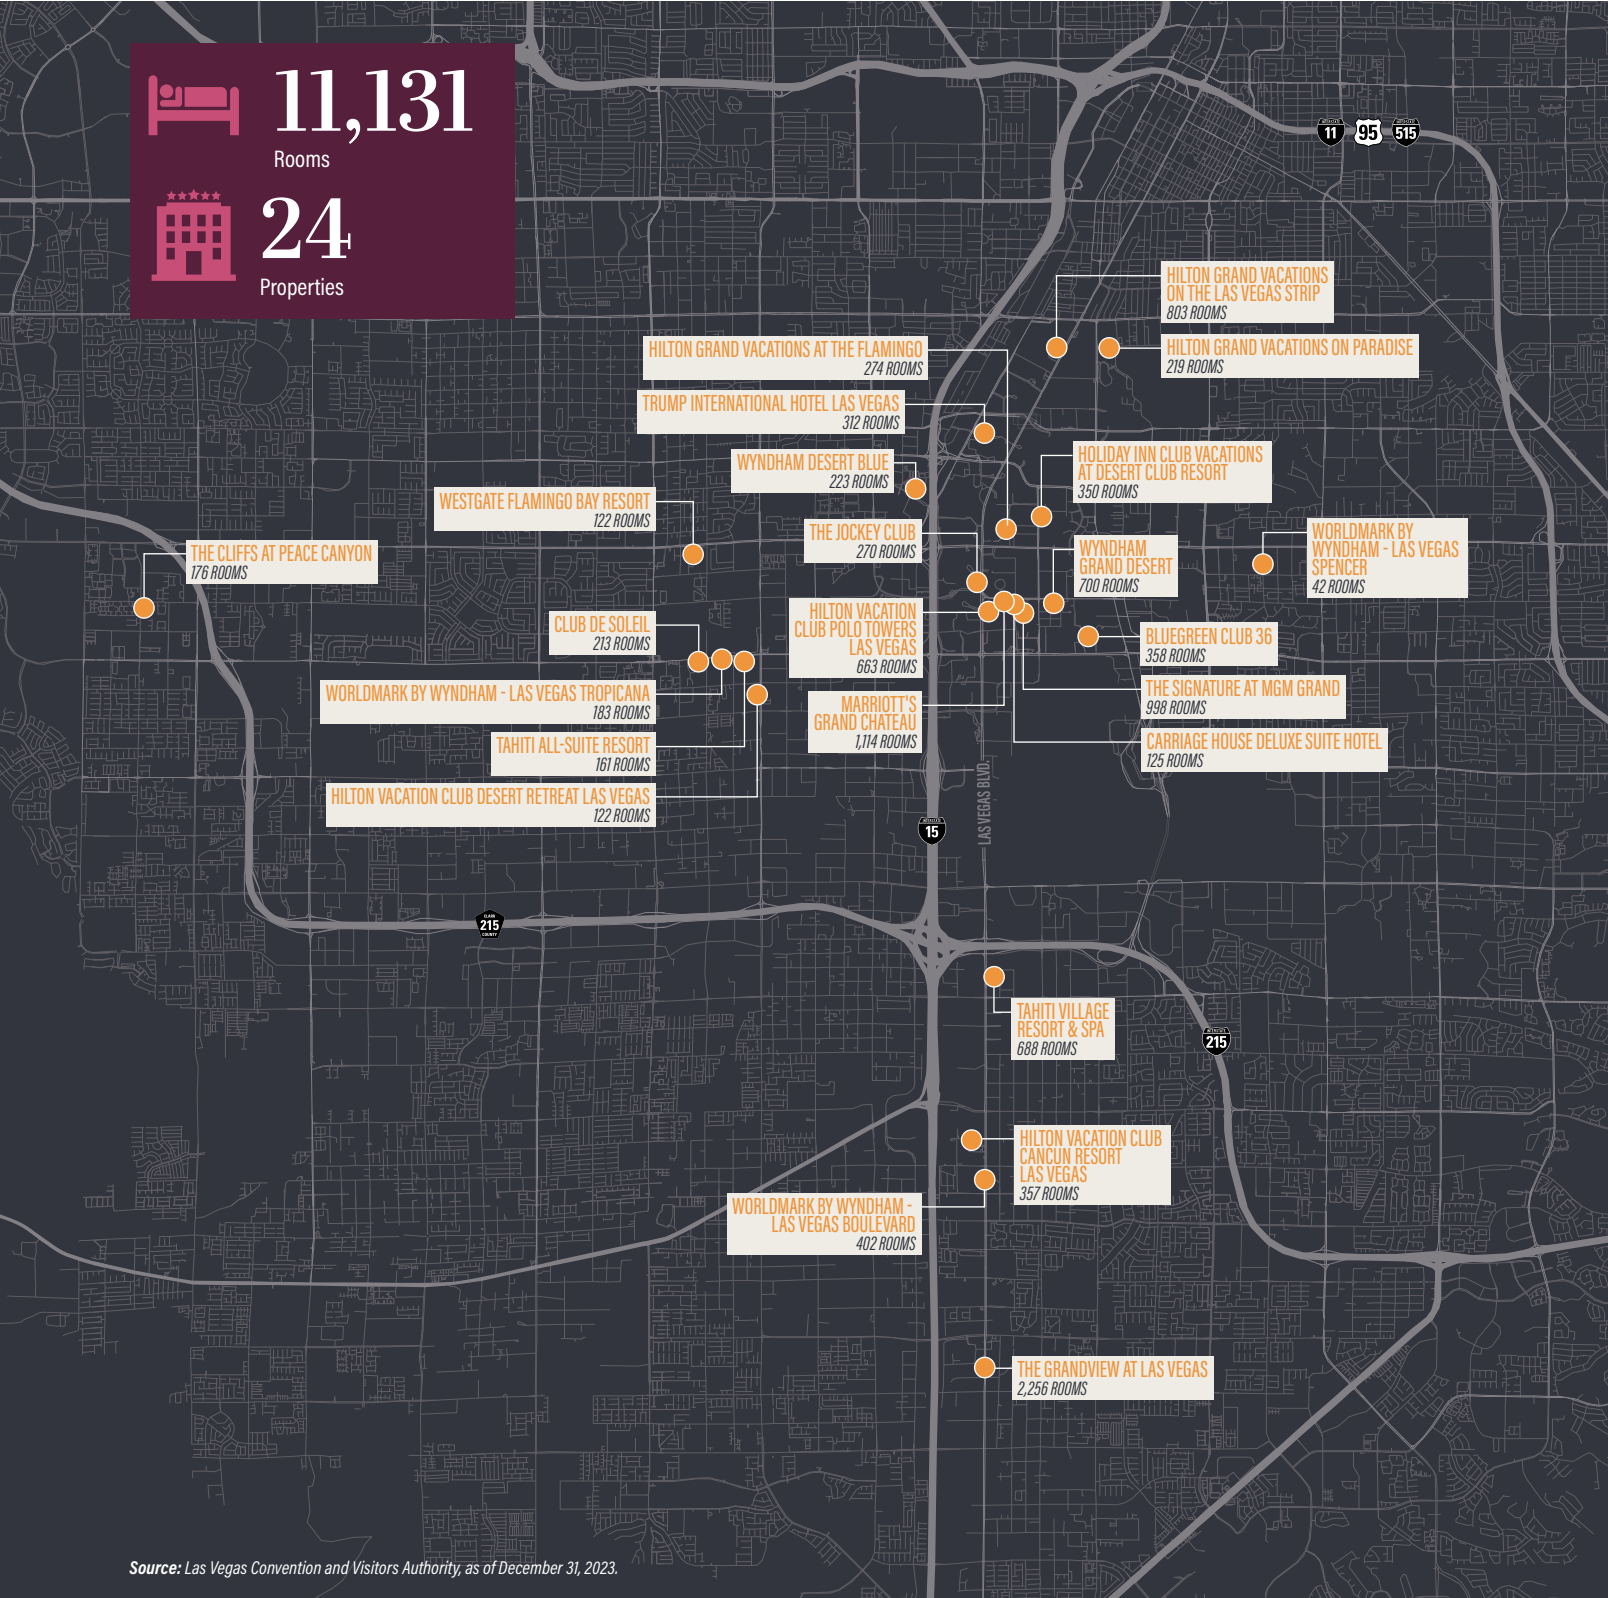 11,131
Rooms
24
Properties
INTERSTATE
11
95
INTERSTATE
515
HILTON GRAND VACATIONS
ON THE LAS VEGAS STRIP
803 ROOMS
HILTON GRAND VACATIONS AT THE FLAMINGO
274 ROOMS
HILTON GRAND VACATIONS ON PARADISE
219 ROOMS
TRUMP INTERNATIONAL HOTEL LAS VEGAS
312 ROOMS
WYNDHAM DESERT BLUE
223 ROOMS
HOLIDAY INN CLUB VACATIONS
AT DESERT CLUB RESORT
350 ROOMS
WESTGATE FLAMINGO BAY RESORT
122 ROOMS
THE JOCKEY CLUB
270 ROOMS
WYNDHAM
GRAND DESERT
700 ROOMS
WORLDMARK BY
WYNDHAM - LAS VEGAS
SPENCER
42 ROOMS
THE CLIFFS AT PEACE CANYON
176 ROOMS
CLUB DE SOLEIL
213 ROOMS
HILTON VACATION
CLUB POLO TOWERS
LAS VEGAS
663 ROOMS
BLUEGREEN CLUB 36
358 ROOMS
WORLDMARK BY WYNDHAM - LAS VEGAS TROPICANA
183 ROOMS
MARRIOTT'S
GRAND CHATEAU
1,114 ROOMS
THE SIGNATURE AT MGM GRAND
998 ROOMS
TAHITI ALL-SUITE RESORT
161 ROOMS
CARRIAGE HOUSE DELUXE SUITE HOTEL
125 ROOMS
HILTON VACATION CLUB DESERT RETREAT LAS VEGAS
122 ROOMS
LAS VEGAS BLVD.
INTERSTATE
15
CLARK
215
COUNTY
TAHITI VILLAGE
RESORT & SPA
688 ROOMS
INTERSTATE
215
HILTON VACATION CLUB
CANCUN RESORT
LAS VEGAS
357 ROOMS
WORLDMARK BY WYNDHAM -
LAS VEGAS BOULEVARD
402 ROOMS
THE GRANDVIEW AT LAS VEGAS
2,256 ROOMS
Source: Las Vegas Convention and Visitors Authority, as of December 31, 2023.